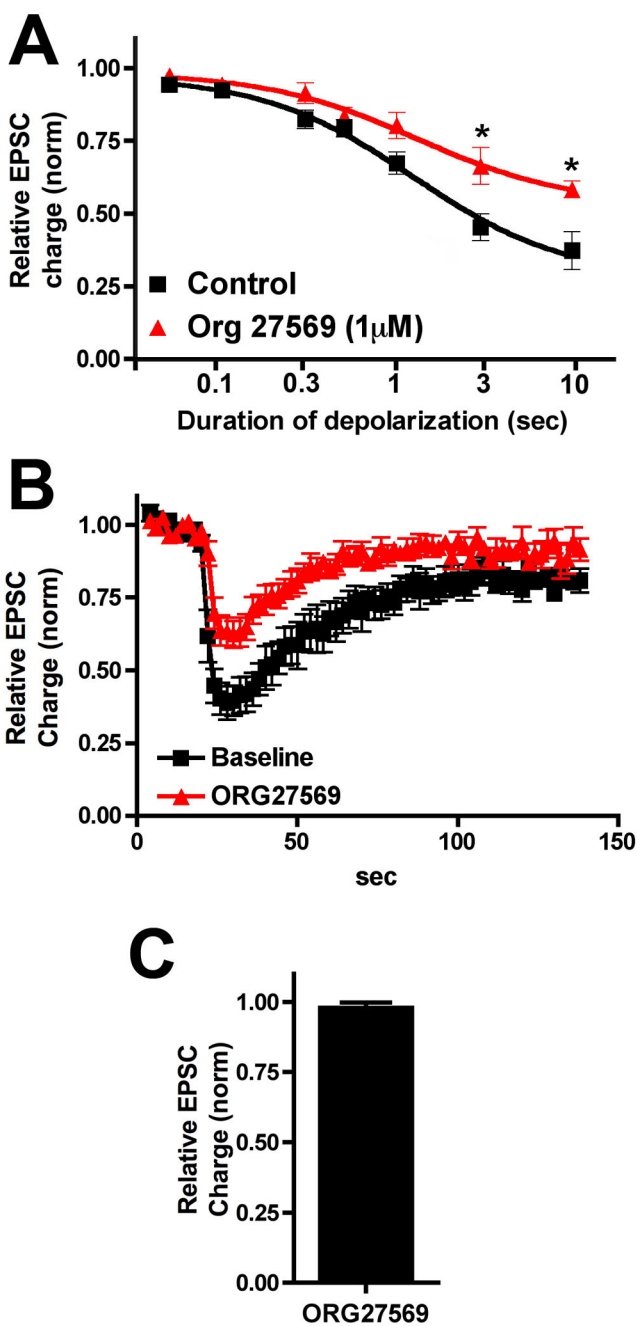 A
Relative EPSC
charge (norm)
1.00
0.75
0.50
0.25
0.00
*
*
Control
Org 27569 (1μM)
0.1
0.3
1
3
10
Duration of depolarization (sec)
B
Relative EPSC
Charge (norm)
1.00
0.75
0.50
0.25
0.00
Baseline
ORG27569
0
50
100
150
sec
C
Relative EPSC
Charge (norm)
1.00
0.75
0.50
0.25
0.00
ORG27569